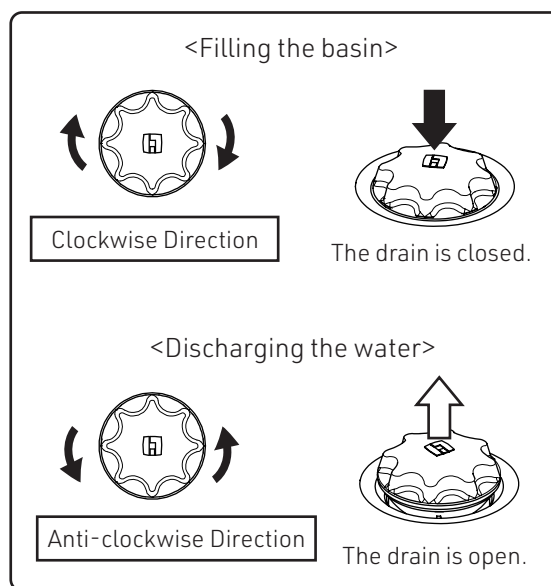 <Filling the basin>
Clockwise Direction
The drain is closed.
<Discharging the water>
Anti-clockwise Direction
The drain is open.